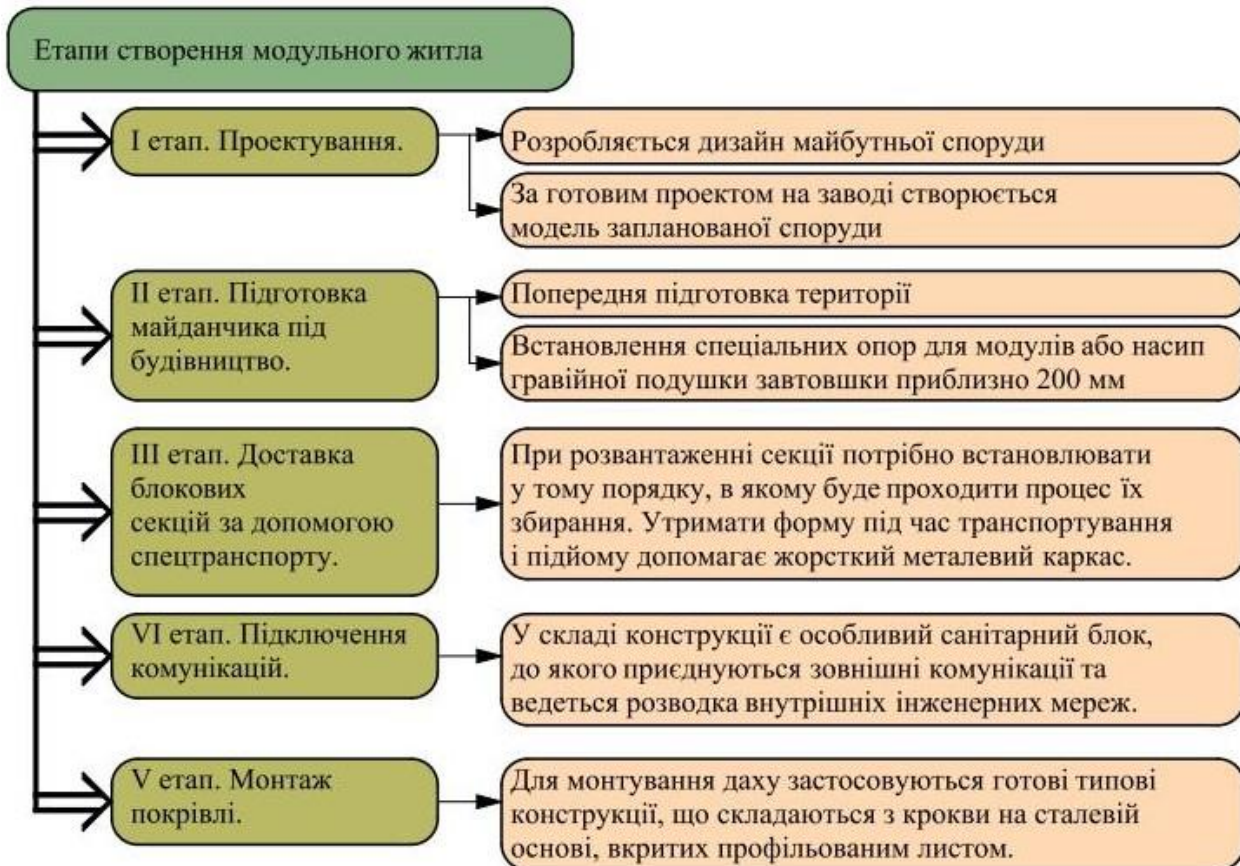 Етапи створення модульного житла
I етап. Проектування.
Розробляється дизайн майбутньої споруди
За готовим проектом на заводі створюється
модель запланованої споруди
II етап. Підготовка
майданчика під
будівництво.
Попередня підготовка території
Встановлення спеціальних опор для модулів або насип
гравійної подушки завтовшки приблизно 200 мм
III етап. Доставка
блокових
секцій за допомогою
спецтранспорту.
При розвантаженні секції потрібно встановлювати
у тому порядку, в якому буде проходити процес їх
збирання. Утримати форму під час транспортування
і підйому допомагає жорсткий металевий каркас.
VI етап. Підключення
комунікацій.
У складі конструкції є особливий санітарний блок,
до якого приєднуються зовнішні комунікації та
ведеться розводка внутрішніх інженерних мереж.
V етап. Монтаж
покрівлі.
Для монтування даху застосовуються готові типові
конструкції, що складаються з крокви на сталевій
основі, вкритих профільованим листом.